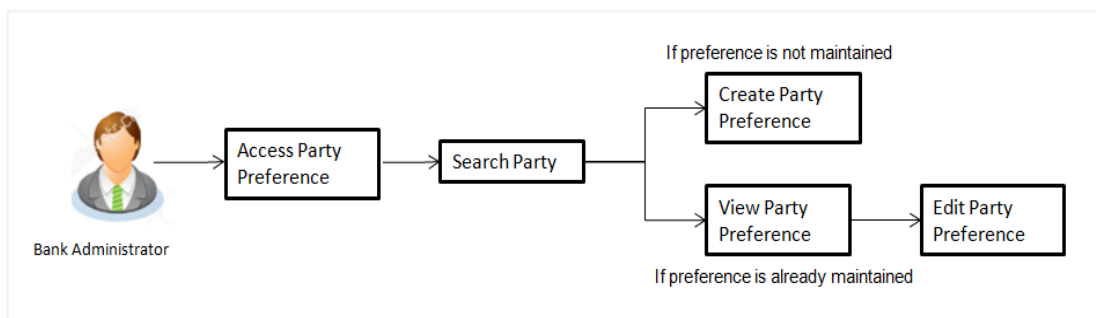 If preference is not maintained
Create Party
Preference
Access Party
Preference
Search Party
View Party
Preference
Edit Party
Preference
Bank Administrator
If preference is already maintained